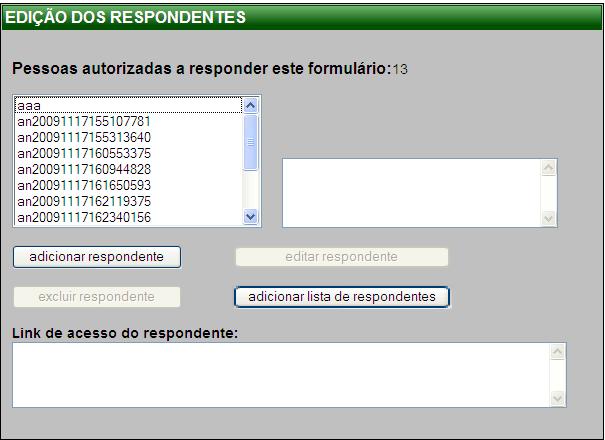 EDIÇÃO DOS RESPONDENTES
Pessoas autorizadas a responder este formulário:13
aaa
an20091117155107781
an20091117155313640
an20091117160553375
an20091117160944828
an20091117161650593
an20091117162119375
an20091117162340156
adicionar respondente
editar respondente
excluir respondente
adicionar lista de respondentes
Link de acesso do respondente: